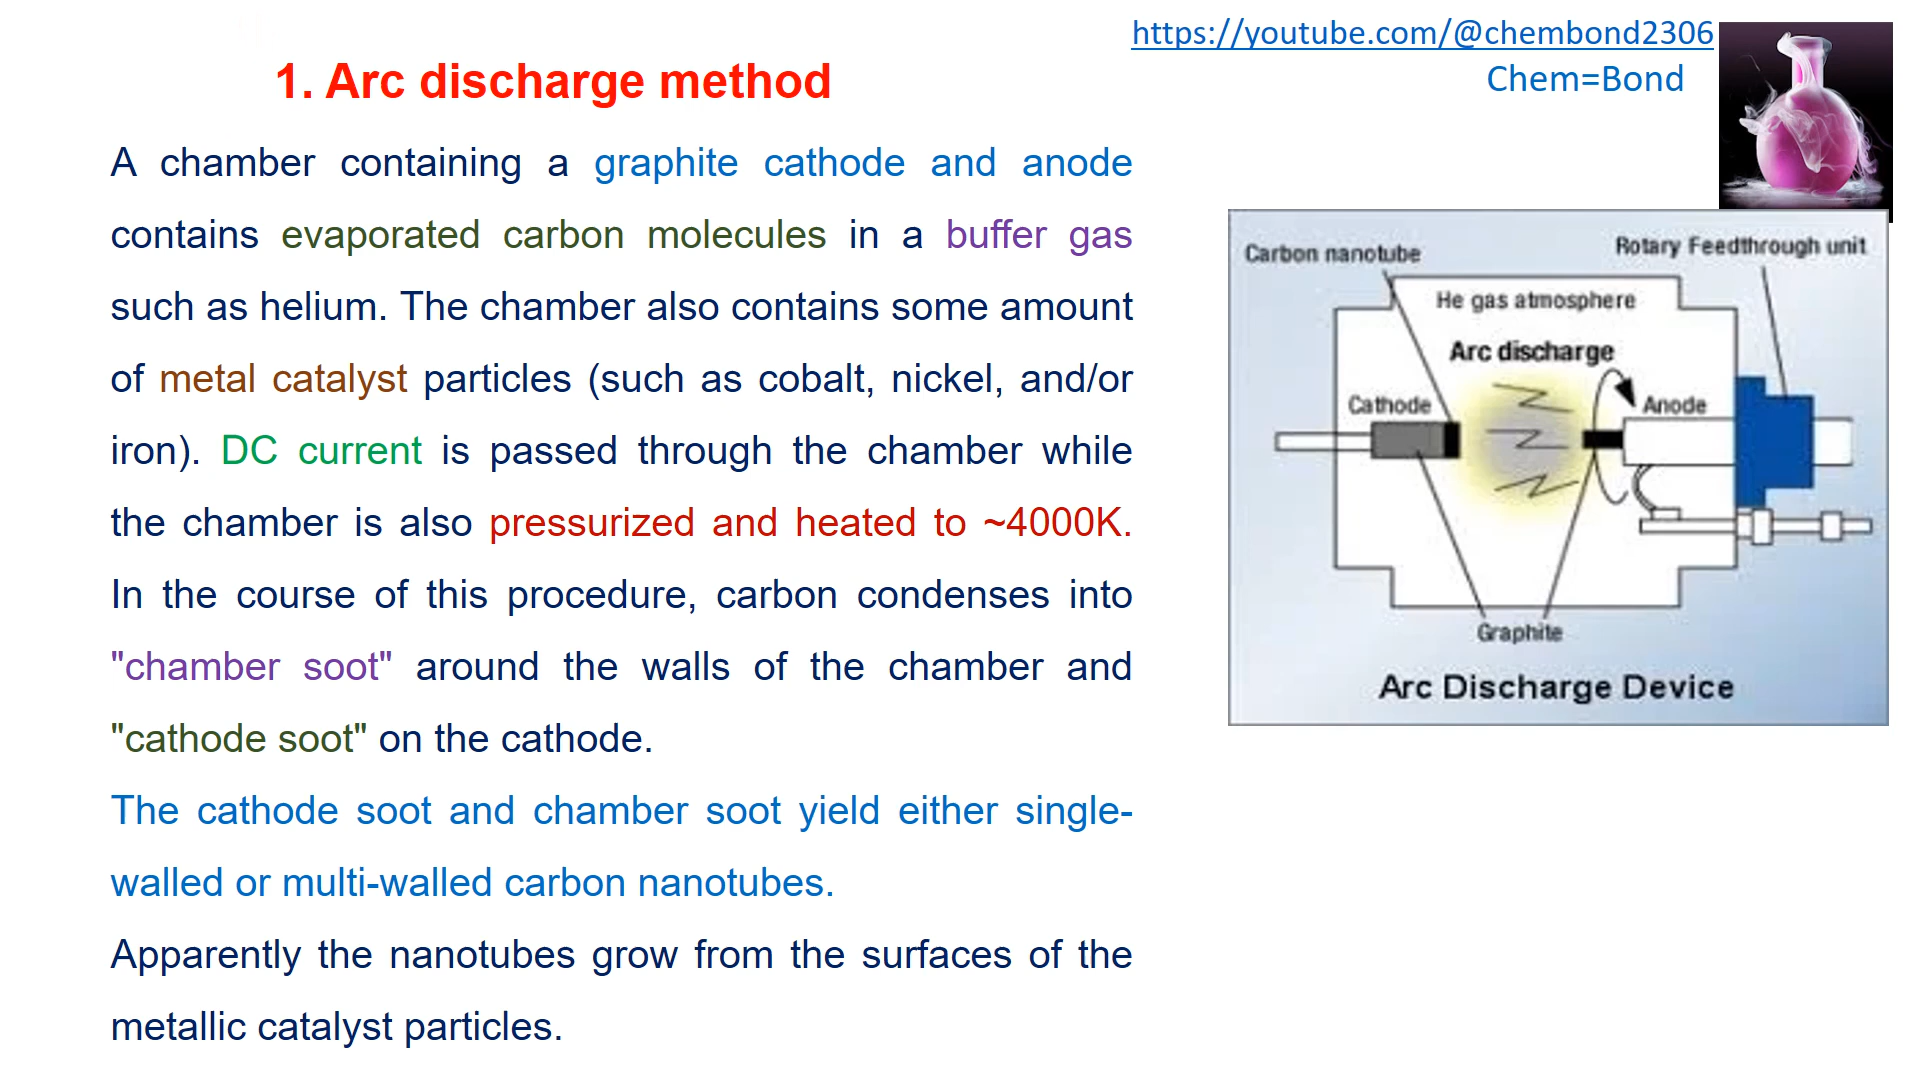 https://youtube.com/@chembond2306
Chem=Bond
1. Arc discharge method
A chamber containing a graphite cathode and anode
contains evaporated carbon molecules in a buffer gas
such as helium. The chamber also contains some amount
of metal catalyst particles (such as cobalt, nickel, and/or
iron). DC current is passed through the chamber while
the chamber is also pressurized and heated to ~4000K.
In the course of this procedure, carbon condenses into
"chamber soot" around the walls of the chamber and
"cathode soot" on the cathode.
The cathode soot and chamber soot yield either single-
walled or multi-walled carbon nanotubes.
Apparently the nanotubes grow from the surfaces of the
metallic catalyst particles.
Carbon nanotube
Rotary Feedthrough unit
He gas atmosphere
Arc discharge
Cathode
Anode
Graphite
Arc Discharge Device